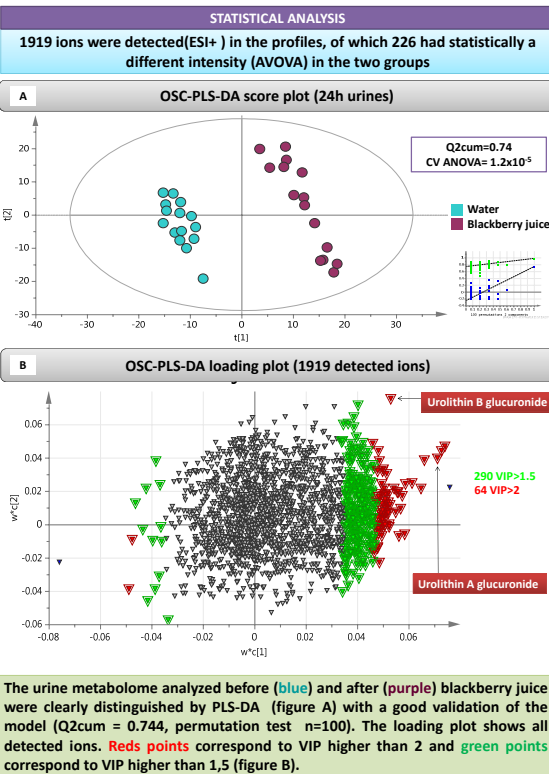 STATISTICAL ANALYSIS
1919 ions were detected(ESI+ ) in the profiles, of which 226 had statistically a
different intensity (AVOVA) in the two groups
A
OSC-PLS-DA score plot (24h urines)
Q2cum=0.74
CV ANOVA= 1.2x10-5
Water
Blackberry juice
t[2]
20
10
0
-10
-20
-30
-40
-30
-20
-10
0
10
20
30
t[1]
B
OSC-PLS-DA loading plot (1919 detected ions)
Urolithin B glucuronide
290 VIP>1.5
64 VIP>2
Urolithin A glucuronide
w*c[2]
0.06
0.04
0.02
0
-0.02
-0.04
-0.06
-0.08
-0.06
-0.04
-0.02
0
0.02
0.04
0.06
w*c[1]
The urine metabolome analyzed before (blue) and after (purple) blackberry juice
were clearly distinguished by PLS-DA (figure A) with a good validation of the
model (Q2cum = 0.744, permutation test n=100). The loading plot shows all
detected ions. Reds points correspond to VIP higher than 2 and green points
correspond to VIP higher than 1,5 (figure B).